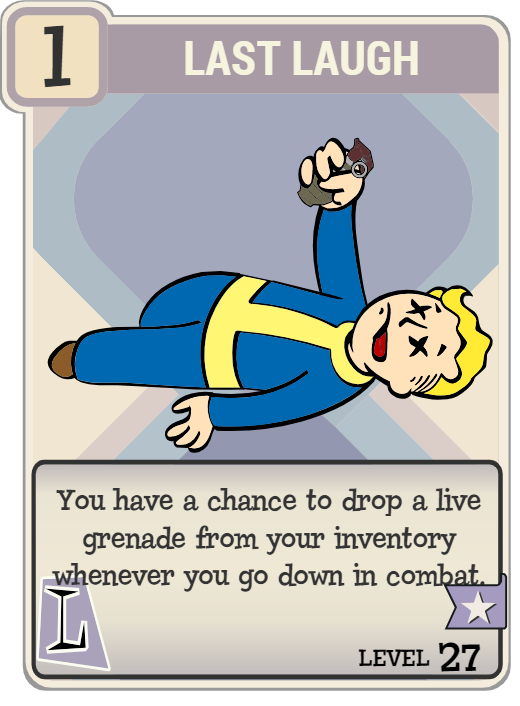 1
LAST LAUGH
You have a chance to drop a live
grenade from your inventory
whenever you go down in combat.
L
LEVEL 27